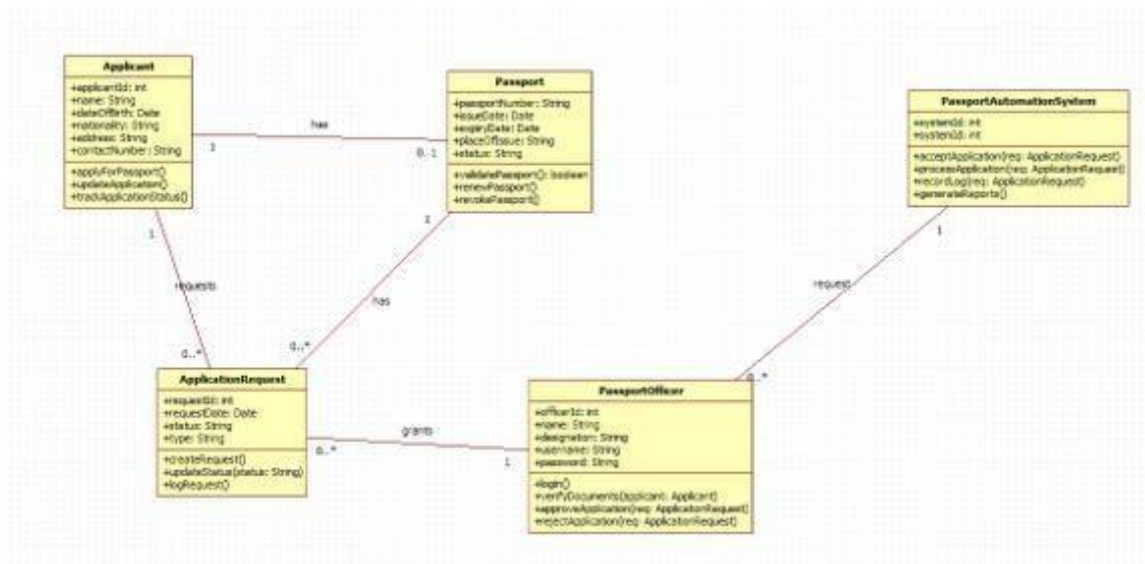 Applicant
+applicantId: int
+name: String
+dateOfBirth: Date
+nationality: String
+address: String
+contactNumber: String
+applyForPassport()
+updateApplication()
+trackApplicationStatus()
has
1
0..1
Passport
+passportNumber: String
+issueDate: Date
+expiryDate: Date
+placeOfIssue: String
+status: String
+validatePassport(): boolean
+renewPassport()
+revokePassport()
PassportAutomationSystem
+systemId: int
+systemId: int
+acceptApplication(req: ApplicationRequest)
+processApplication(req: ApplicationRequest)
+recordLog(req: ApplicationRequest)
+generateReports()
1
requests
0..*
1
has
0..*
1
request
0..*
ApplicationRequest
+requestId: int
+requestDate: Date
+status: String
+type: String
+createRequest()
+updateStatus(status: String)
+logRequest()
grants
0..*
1
PassportOfficer
+officerId: int
+name: String
+designation: String
+username: String
+password: String
+login()
+verifyDocuments(applicant: Applicant)
+approveApplication(req: ApplicationRequest)
+rejectApplication(req: ApplicationRequest)